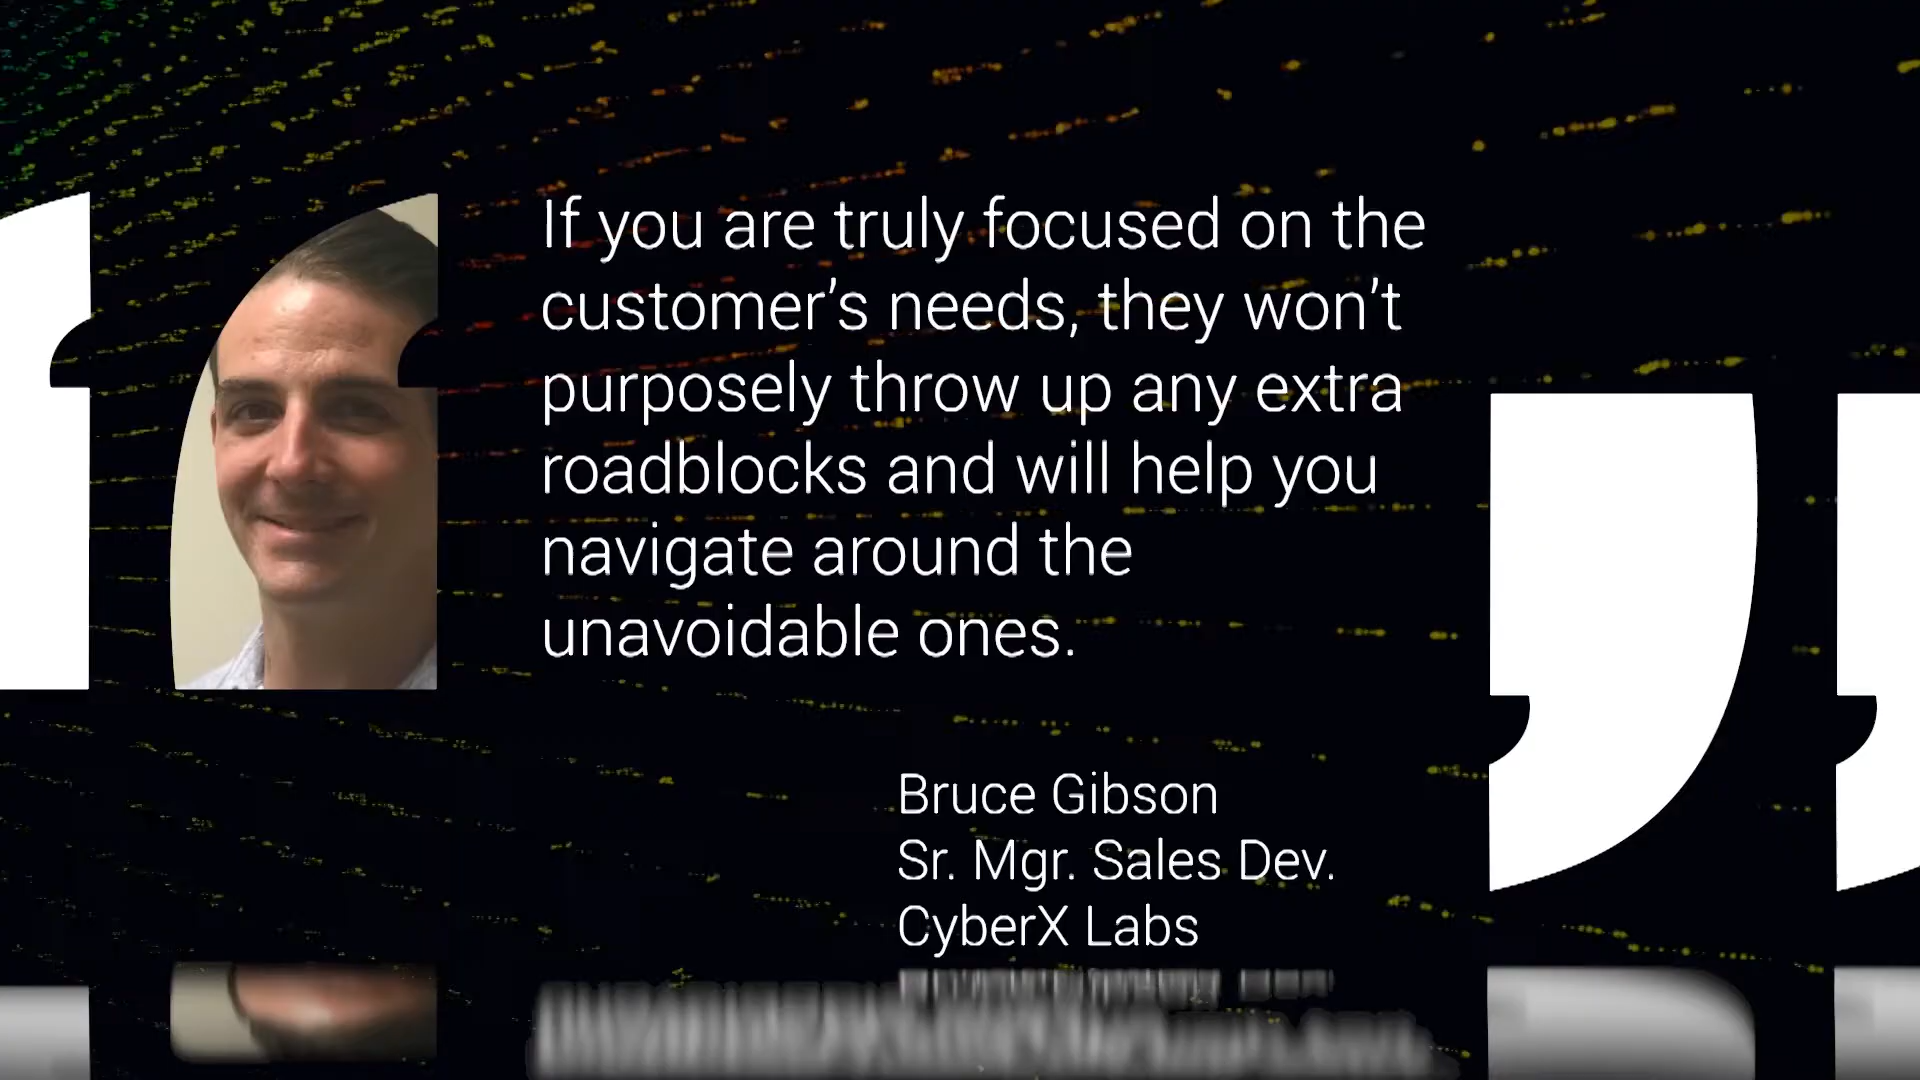 If you are truly focused on the
customer’s needs, they won’t
purposely throw up any extra
roadblocks and will help you
navigate around the
unavoidable ones.
Bruce Gibson
Sr. Mgr. Sales Dev.
CyberX Labs